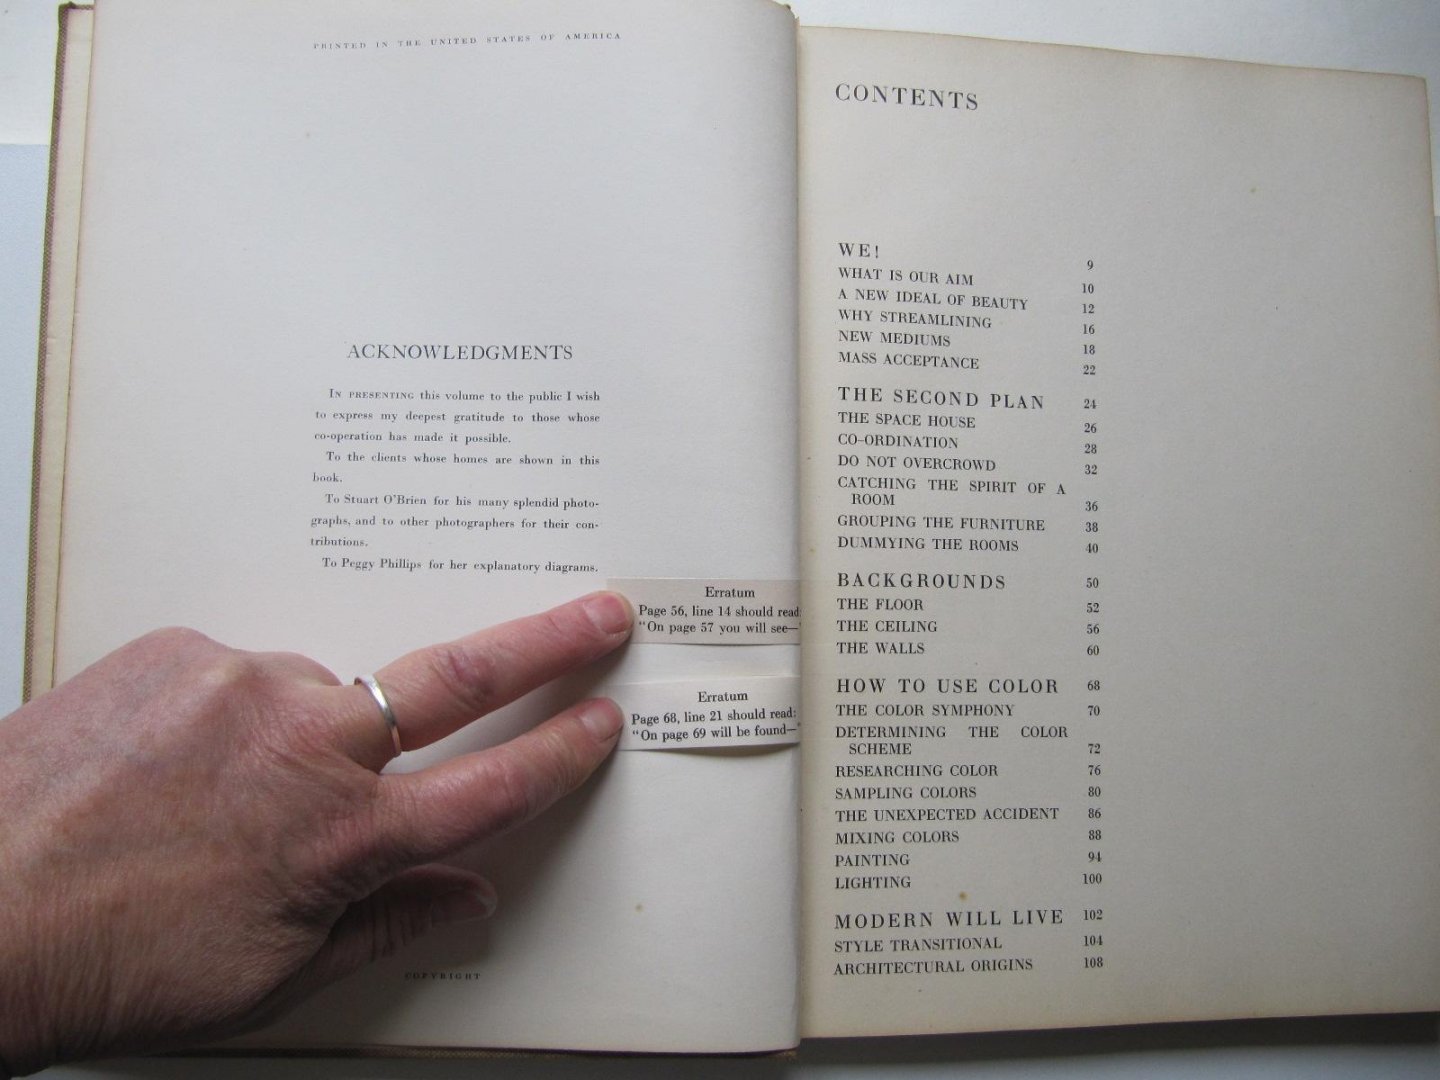 PRINTED IN THE UNITED STATES OF AMERICA
ACKNOWLEDGMENTS
IN PRESENTING this volume to the public I wish
to express my deepest gratitude to those whose
co-operation has made it possible.
To the clients whose homes are shown in this
book.
To Stuart O'Brien for his many splendid photo-
graphs, and to other photographers for their con-
tributions.
To Peggy Phillips for her explanatory diagrams.
Erratum
Page 56, line 14 should read:
"On page 57 you will see—"
Erratum
Page 68, line 21 should read:
"On page 69 will be found—"
COPYRIGHT
CONTENTS
WE! 9
WHAT IS OUR AIM 10
A NEW IDEAL OF BEAUTY 12
WHY STREAMLINING 16
NEW MEDIUMS 18
MASS ACCEPTANCE 22
THE SECOND PLAN 24
THE SPACE HOUSE 26
CO-ORDINATION 28
DO NOT OVERCROWD 32
CATCHING THE SPIRIT OF A
ROOM 36
GROUPING THE FURNITURE 38
DUMMYING THE ROOMS 40
BACKGROUNDS 50
THE FLOOR 52
THE CEILING 56
THE WALLS 60
HOW TO USE COLOR 68
THE COLOR SYMPHONY 70
DETERMINING THE COLOR
SCHEME 72
RESEARCHING COLOR 76
SAMPLING COLORS 80
THE UNEXPECTED ACCIDENT 86
MIXING COLORS 88
PAINTING 94
LIGHTING 100
MODERN WILL LIVE 102
STYLE TRANSITIONAL 104
ARCHITECTURAL ORIGINS 108